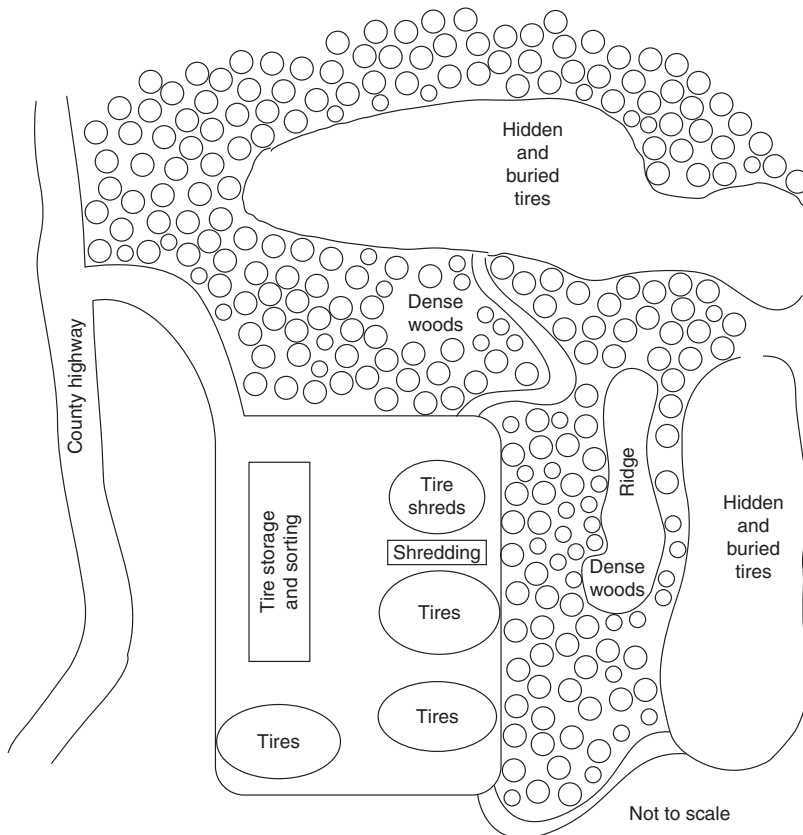 Hidden
and
buried
tires
Dense
woods
County highway
Tire storage
and sorting
Tire
shreds
Shredding
Tires
Tires
Tires
Ridge
Dense
woods
Hidden
and
buried
tires
Not to scale